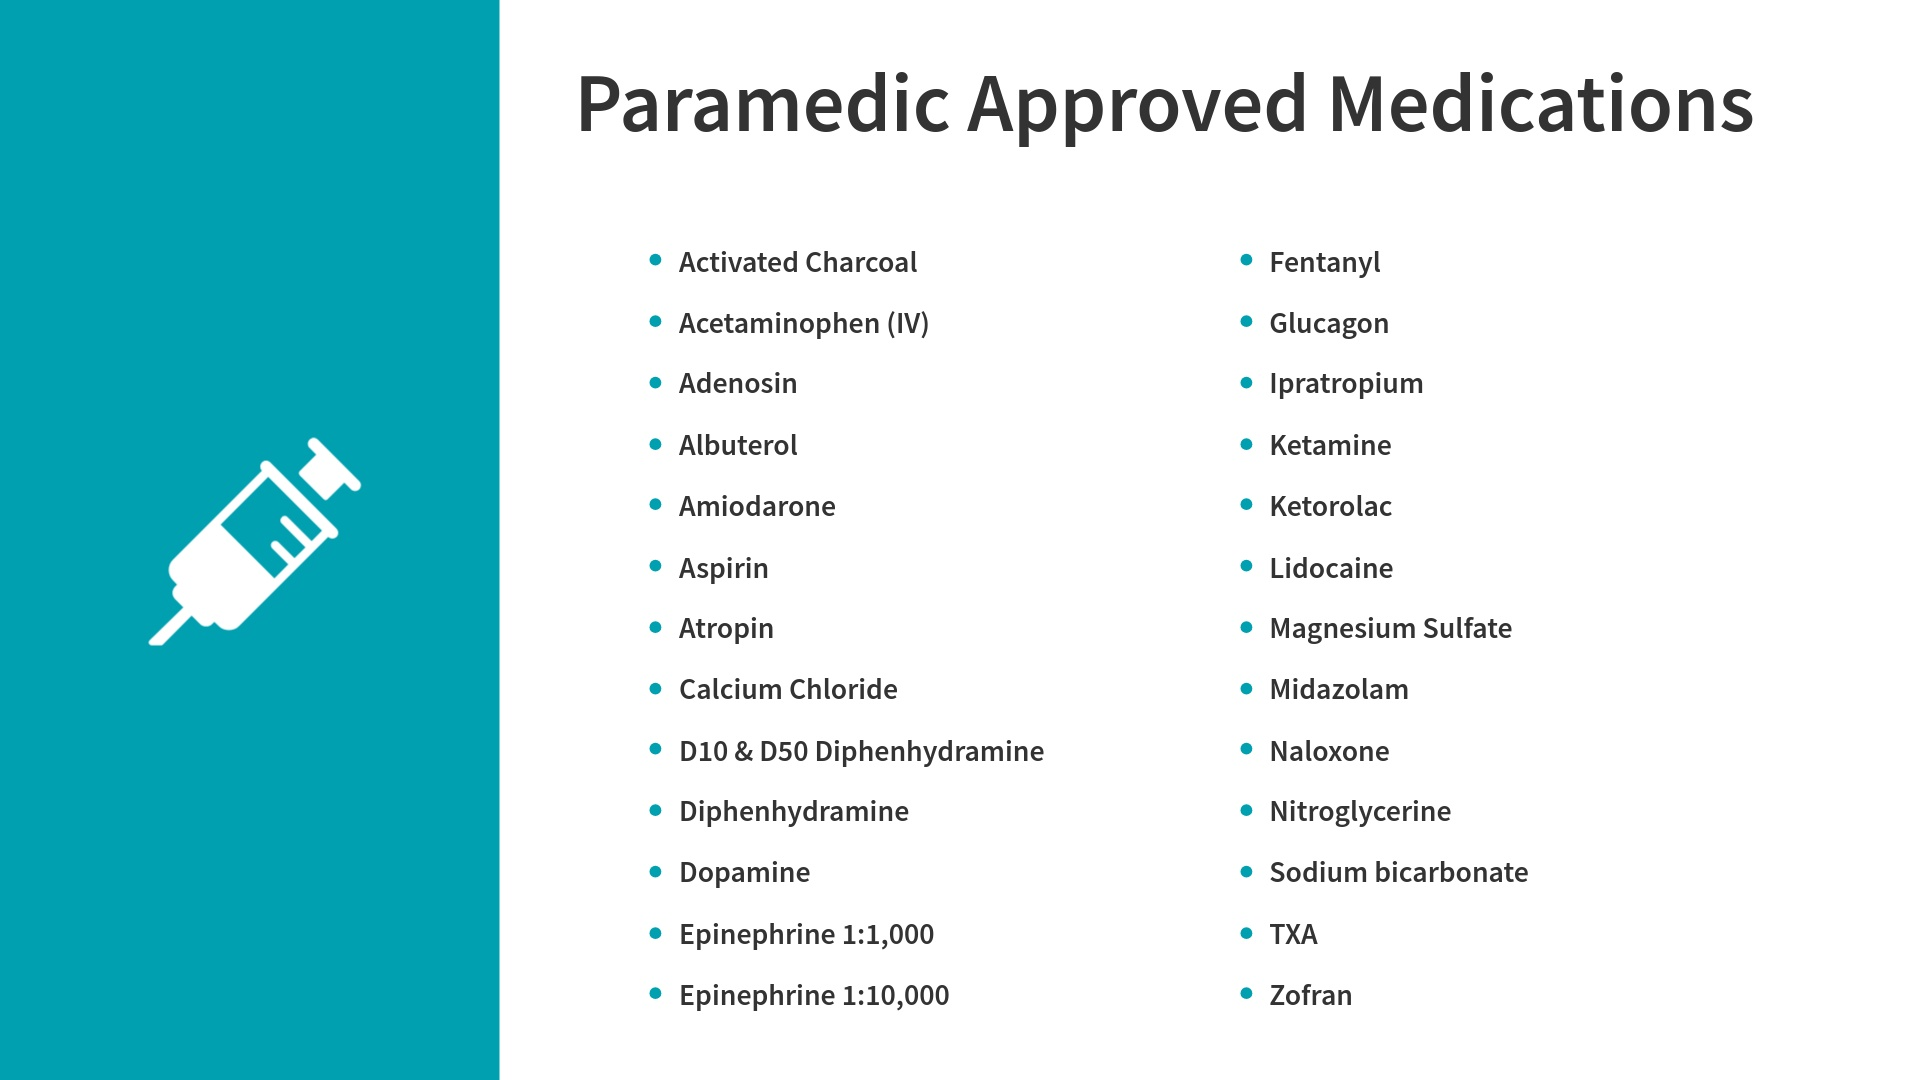 Paramedic Approved Medications
Activated Charcoal
Acetaminophen (IV)
Adenosin
Albuterol
Amiodarone
Aspirin
Atropin
Calcium Chloride
D10 & D50 Diphenhydramine
Diphenhydramine
Dopamine
Epinephrine 1:1,000
Epinephrine 1:10,000
Fentanyl
Glucagon
Ipratropium
Ketamine
Ketorolac
Lidocaine
Magnesium Sulfate
Midazolam
Naloxone
Nitroglycerine
Sodium bicarbonate
TXA
Zofran